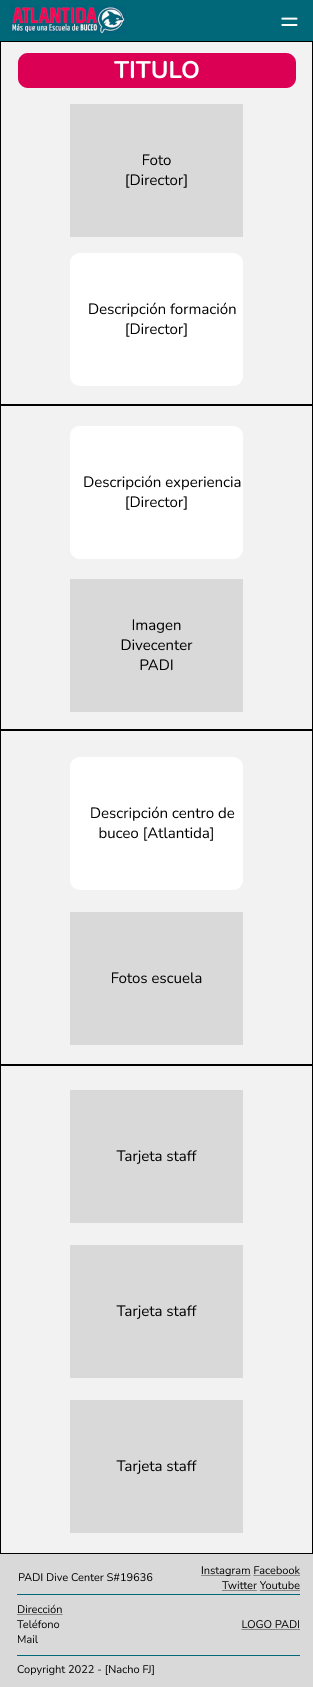 ATLANTIDA
Más que una Escuela de BUCEO
TITULO
Foto
[Director]
Descripción formación
[Director]
Descripción experiencia
[Director]
Imagen
Divecenter
PADI
Descripción centro de
buceo [Atlantida]
Fotos escuela
Tarjeta staff
Tarjeta staff
Tarjeta staff
PADI Dive Center S#19636
Instagram Facebook
Twitter Youtube
Dirección
Teléfono
Mail
LOGO PADI
Copyright 2022 - [Nacho FJ]